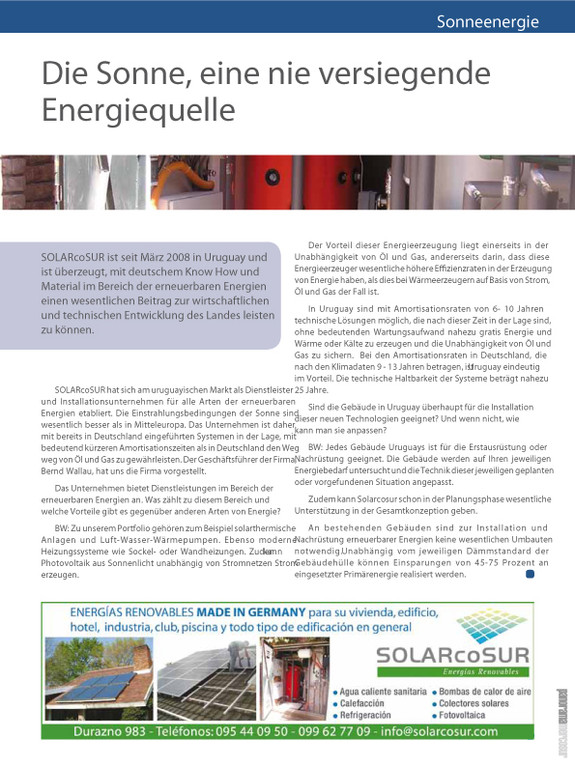 Sonneenergie
Die Sonne, eine nie versiegende
Energiequelle
SOLARcoSUR ist seit März 2008 in Uruguay und
ist überzeugt, mit deutschem Know How und
Material im Bereich der erneuerbaren Energien
einen wesentlichen Beitrag zur wirtschaftlichen
und technischen Entwicklung des Landes leisten
zu können.
SOLARcoSUR hat sich am uruguayischen Markt als Dienstleister
und Installationsunternehmen für alle Arten der erneuerbaren
Energien etabliert. Die Einstrahlungsbedingungen der Sonne sind
wesentlich besser als in Mitteleuropa. Das Unternehmen ist daher
mit bereits in Deutschland eingeführten Systemen in der Lage, mit
bedeutend kürzeren Amortisationszeiten als in Deutschland den Weg
weg von Öl und Gas zu gewährleisten. Der Geschäftsführer der Firma,
Bernd Wallau, hat uns die Firma vorgestellt.
Das Unternehmen bietet Dienstleistungen im Bereich der
erneuerbaren Energien an. Was zählt zu diesem Bereich und
welche Vorteile gibt es gegenüber anderen Arten von Energie?
BW: Zu unserem Portfolio gehören zum Beispiel solarthermische
Anlagen und Luft-Wasser-Wärmepumpen. Ebenso moderne
Heizungssysteme wie Sockel- oder Wandheizungen. Zudem kann
Photovoltaik aus Sonnenlicht unabhängig von Stromnetzen Strom
erzeugen.
Der Vorteil dieser Energieerzeugung liegt einerseits in der
Unabhängigkeit von Öl und Gas, andererseits darin, dass diese
Energieerzeuger wesentliche höhere Effizienzraten in der Erzeugung
von Energie haben, als dies bei Wärmeerzeugern auf Basis von Strom,
Öl und Gas der Fall ist.
In Uruguay sind mit Amortisationsraten von 6- 10 Jahren
technische Lösungen möglich, die nach dieser Zeit in der Lage sind,
ohne bedeutenden Wartungsaufwand nahezu gratis Energie und
Wärme oder Kälte zu erzeugen und die Unabhängigkeit von Öl und
Gas zu sichern. Bei den Amortisationsraten in Deutschland, die
nach den Klimadaten 9 - 13 Jahren betragen, ist Uruguay eindeutig
im Vorteil. Die technische Haltbarkeit der Systeme beträgt nahezu
25 Jahre.
Sind die Gebäude in Uruguay überhaupt für die Installation
dieser neuen Technologien geeignet? Und wenn nicht, wie
kann man sie anpassen?
BW: Jedes Gebäude Uruguays ist für die Erstausrüstung oder
Nachrüstung geeignet. Die Gebäude werden auf Ihren jeweiligen
Energiebedarf untersucht und die Technik dieser jeweiligen geplanten
oder vorgefundenen Situation angepasst.
Zudem kann Solarcosur schon in der Planungsphase wesentliche
Unterstützung in der Gesamtkonzeption geben.
An bestehenden Gebäuden sind zur Installation und
Nachrüstung erneuerbarer Energien keine wesentlichen Umbauten
notwendig.Unabhängig vom jeweiligen Dämmstandard der
Gebäudehülle können Einsparungen von 45-75 Prozent an
eingesetzter Primärenergie realisiert werden.
ENERGÍAS RENOVABLES MADE IN GERMANY para su vivienda, edificio,
hotel, industria, club, piscina y todo tipo de edificación en general
SOLARcoSUR
Energías Renovables
• Agua caliente sanitaria • Bombas de calor de aire
• Calefacción • Colectores solares
• Refrigeración • Fotovoltaica
Durazno 983 - Teléfonos: 095 44 09 50 - 099 62 77 09 - info@solarcosur.com